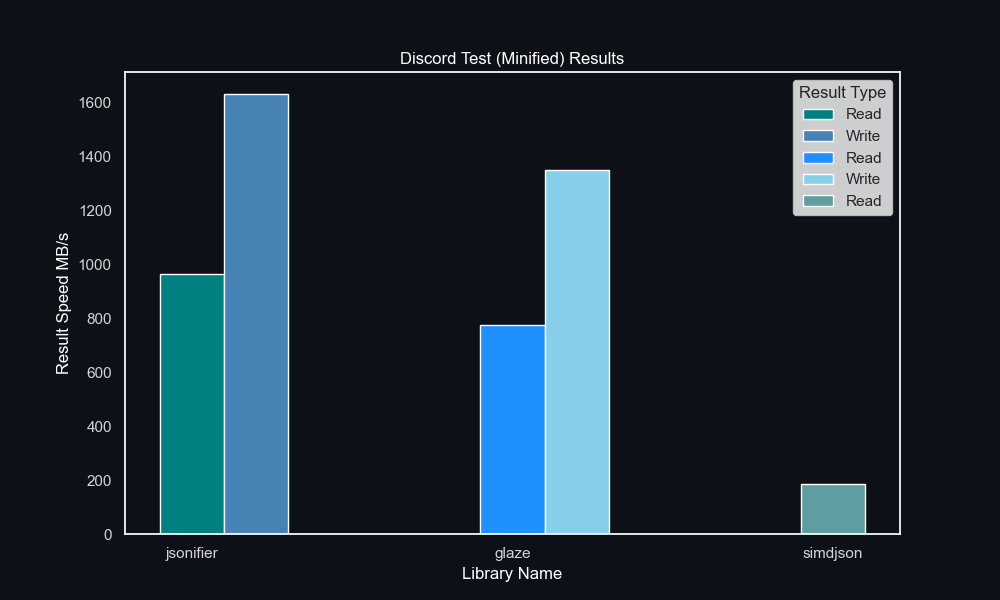 Discord Test (Minified) Results
Result Type
Read
Write
Read
Write
Read
Result Speed MB/s
1600
1400
1200
1000
800
600
400
200
0
jsonifier glaze simdjson
Library Name